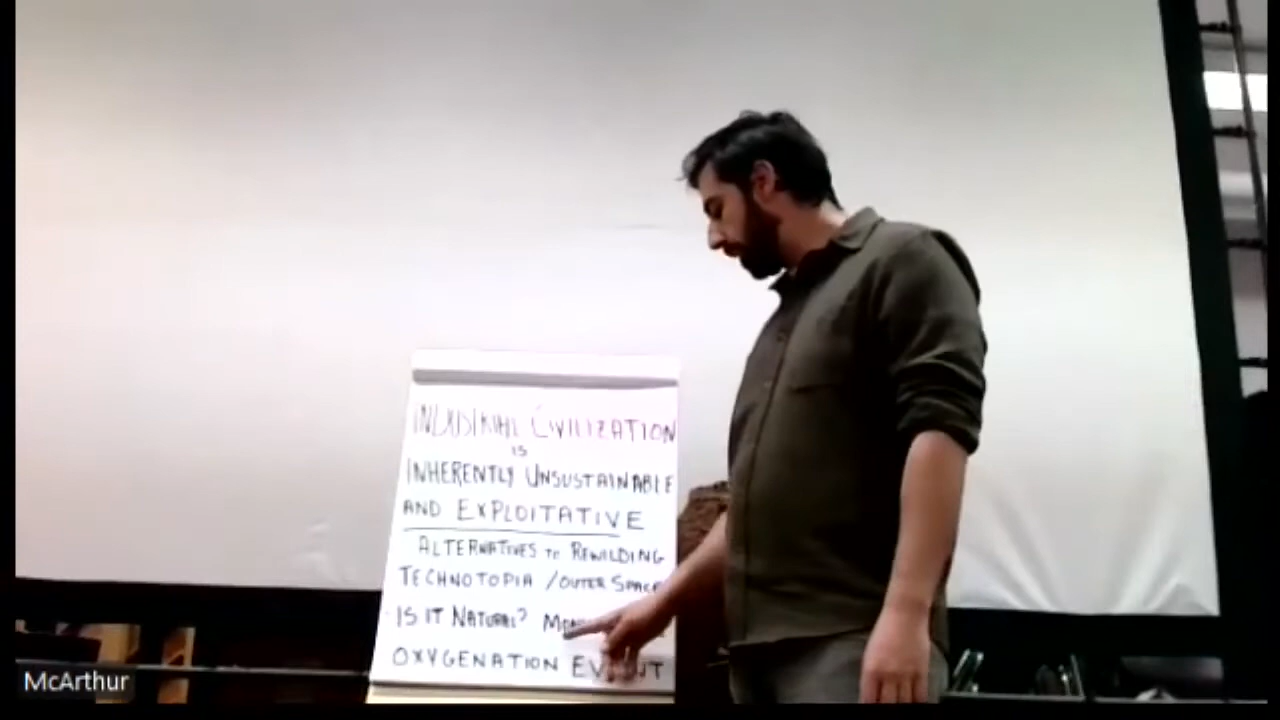 INDUSTRIAL CIVILIZATION
IS
INHERENTLY UNSUSTAINABLE
AND EXPLOITATIVE
ALTERNATIVES TO REWILDING
TECHNOTOPIA / OUTER SPACE
- IS IT NATURAL?
OXYGENATION EVENT
McArthur